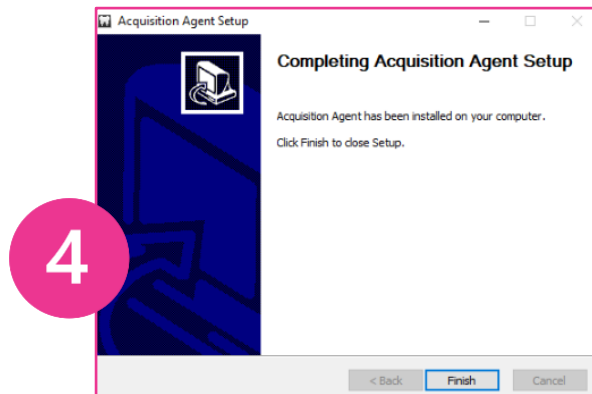 Acquisition Agent Setup
Completing Acquisition Agent Setup
Acquisition Agent has been installed on your computer.
Click Finish to close Setup.
4
< Back
Finish
Cancel